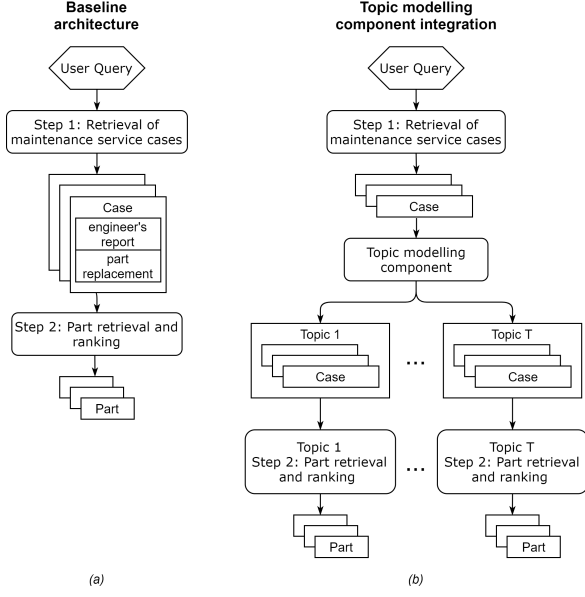 Baseline
architecture
User Query
Step 1: Retrieval of
maintenance service cases
Case
engineer's
report
part
replacement
Step 2: Part retrieval and
ranking
Part
(a)
Topic modelling
component integration
User Query
Step 1: Retrieval of
maintenance service cases
Case
Topic modelling
component
Topic 1
Case
...
Topic T
Case
Topic 1
Step 2: Part retrieval
and ranking
...
Topic T
Step 2: Part retrieval
and ranking
Part
Part
(b)